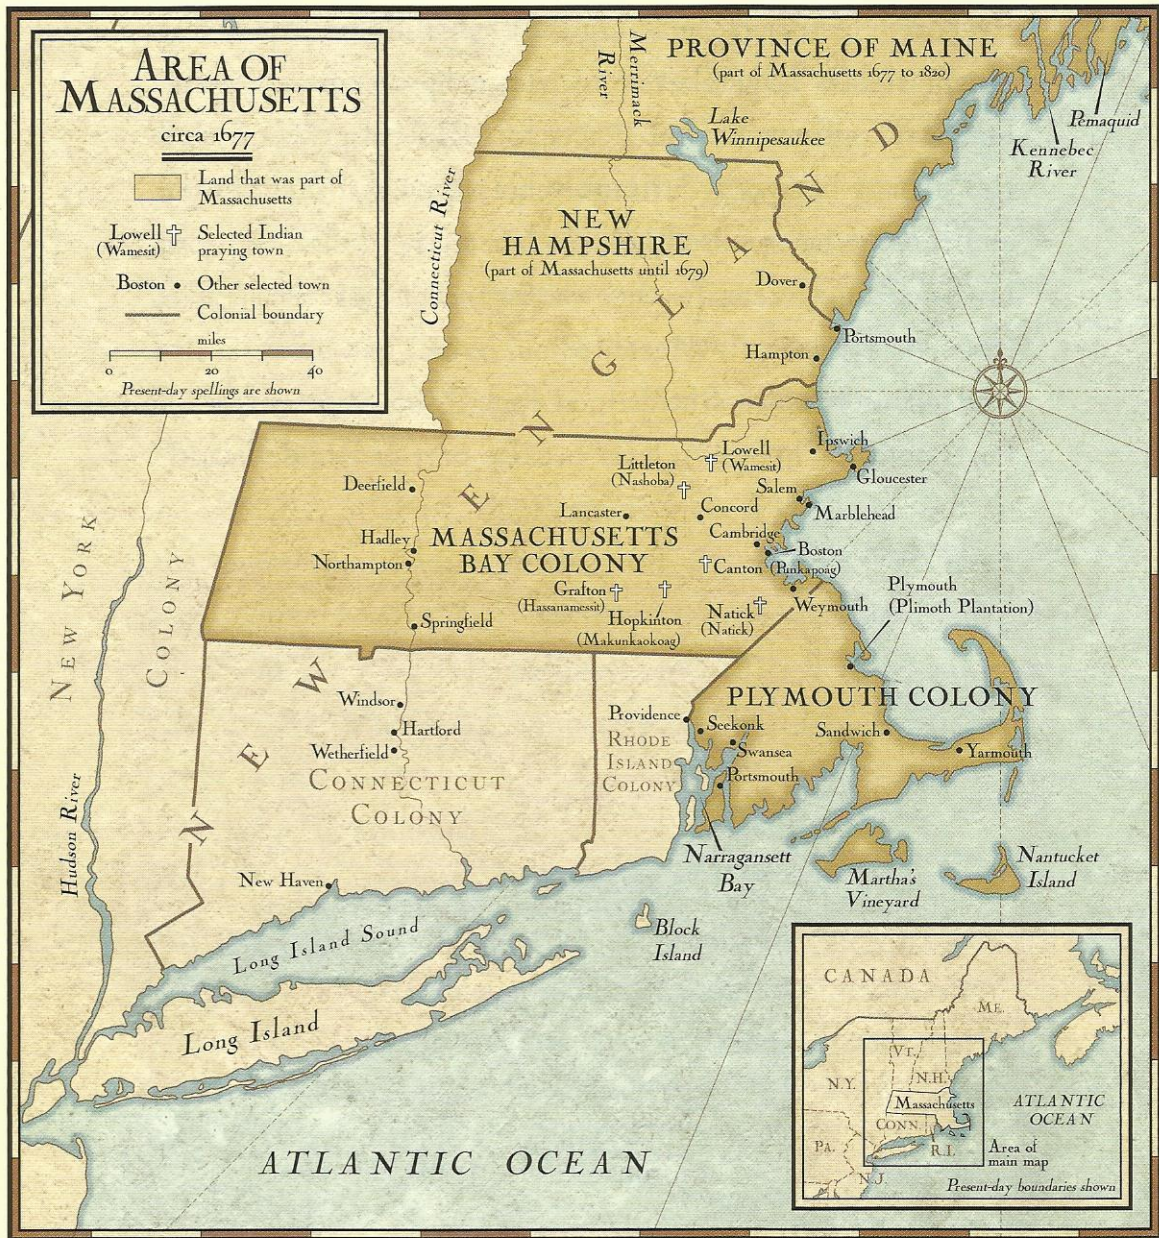 AREA OF
MASSACHUSETTS
circa 1677
Land that was part of
Massachusetts
Lowell
(Wamesit)
Selected Indian
praying town
Boston
Other selected town
Colonial boundary
miles
0 20 40
Present-day spellings are shown
PROVINCE OF MAINE
(part of Massachusetts 1677 to 1820)
Merrimack
River
Lake
Winnipesaukee
Pemaquid
Kennebec
River
Connecticut River
NEW
HAMPSHIRE
(part of Massachusetts until 1679)
NEW ENGLAND
Dover
Portsmouth
Hampton
Ipswich
Lowell
(Wamesit)
Littleton
(Nashoba)
Gloucester
Deerfield
Salem
Marblehead
Lancaster
Concord
MASSACHUSETTS
BAY COLONY
Cambridge
Hadley
Northampton
Boston
Canton (Punkapoag)
Grafton
(Hassanamessit)
Hopkinton
(Makunkaokoag)
Natick
(Natick)
Weymouth
Plymouth
(Plimoth Plantation)
Springfield
NEW YORK
COLONY
PLYMOUTH COLONY
Windsor
Hartford
Wetherfield
Providence
Seekonk
Swansea
Sandwich
Yarmouth
RHODE
ISLAND
COLONY
Portsmouth
CONNECTICUT
COLONY
Hudson River
Narragansett
Bay
Martha's
Vineyard
Nantucket
Island
New Haven
Block
Island
Long Island Sound
Long Island
ATLANTIC OCEAN
CANADA
ME.
VT.
N.H.
N.Y.
Massachusetts
ATLANTIC
OCEAN
CONN.
R.I.
PA.
N.J.
Area of
main map
Present-day boundaries shown